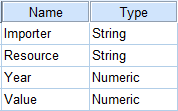 Name Type
Importer String
Resource String
Year Numeric
Value Numeric